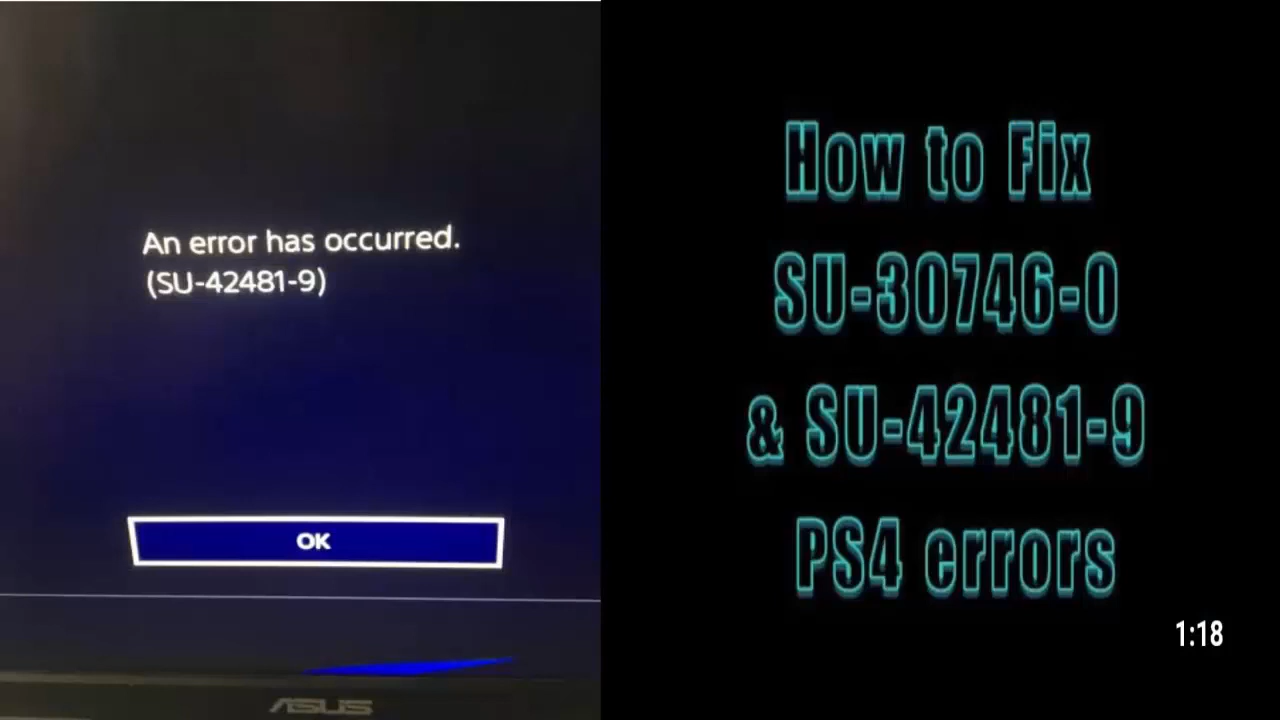 An error has occurred.
(SU-42481-9)
OK
ASUS
How to Fix
SU-30746-0
& SU-42481-9
PS4 errors
1:18